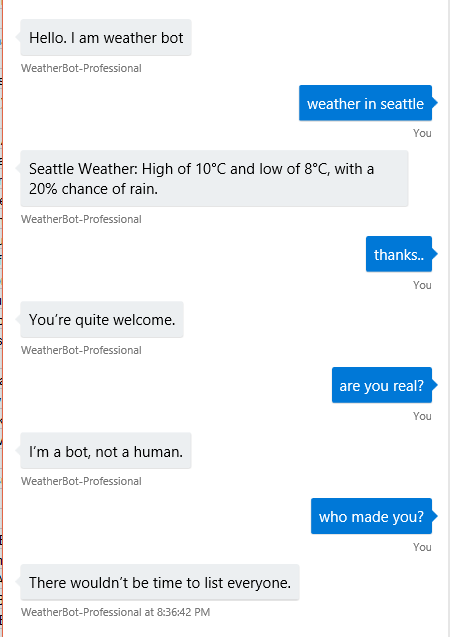 Hello. I am weather bot
WeatherBot-Professional
weather in seattle
You
Seattle Weather: High of 10°C and low of 8°C, with a
20% chance of rain.
WeatherBot-Professional
thanks..
You
You’re quite welcome.
WeatherBot-Professional
are you real?
You
I’m a bot, not a human.
WeatherBot-Professional
who made you?
You
There wouldn’t be time to list everyone.
WeatherBot-Professional at 8:36:42 PM